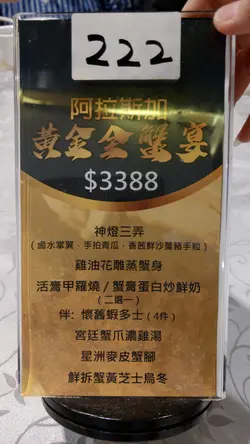 222
阿拉斯加
黃金全蟹宴
$3388
神燈三弄
(鹵水掌翼．手拍青瓜．香茜鮮沙薑豬手粒)
雞油花雕蒸蟹身
活膏甲羅燒／蟹膏蛋白炒鮮奶
(二選一)
伴: 懷舊蝦多士(4件)
宮廷蟹爪濃雞湯
星洲麥皮蟹腳
鮮拆蟹黃芝士烏冬